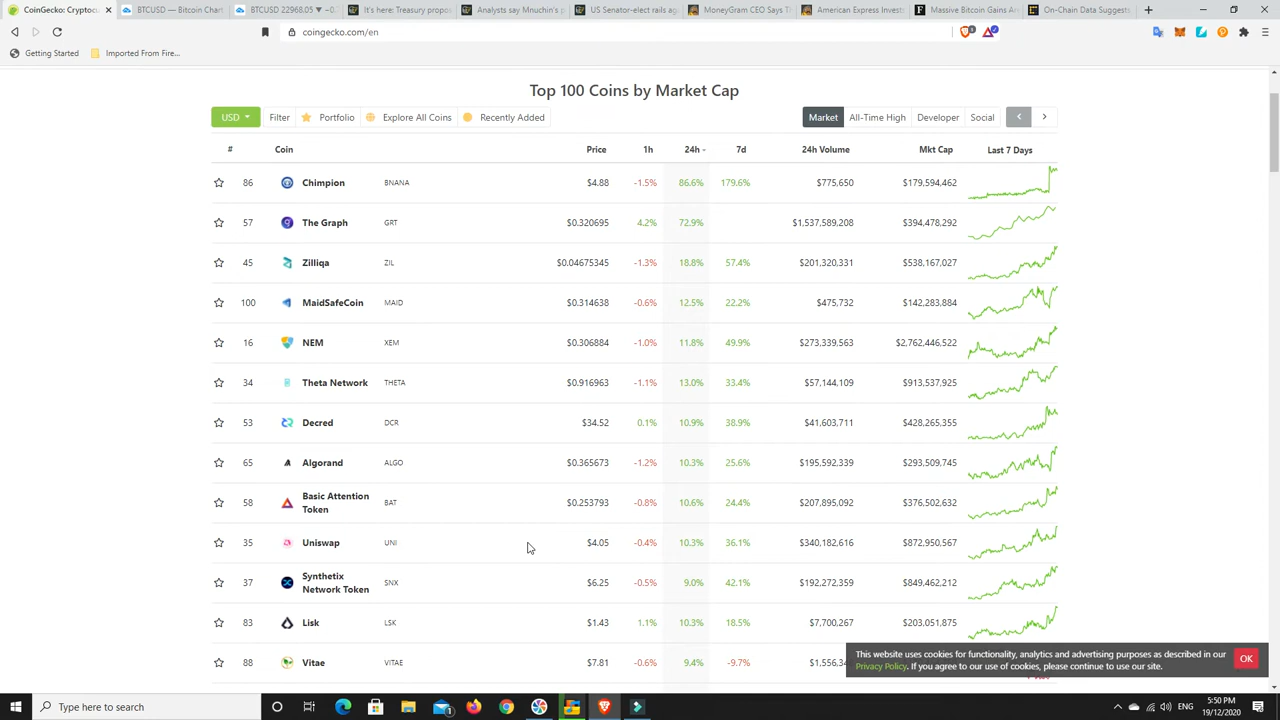 CoinGecko: Cryptoc
BTCUSD — Bitcoin Chart
BTCUSD 22968.05 ▼ −0.
It's here: Treasury propo
Analysts say Mnuchin's p
US Senator-elect rails ag
MoneyGram CEO Says Th
American Express Invest
Massive Bitcoin Gains Ar
On-Chain Data Suggests
coingecko.com/en
Getting Started
Imported From Fire...
Top 100 Coins by Market Cap
USD
Filter
Portfolio
Explore All Coins
Recently Added
Market
All-Time High
Developer
Social
# Coin Price 1h 24h 7d 24h Volume Mkt Cap Last 7 Days
86 Chimpion BNANA $4.88 -1.5% 86.6% 179.6% $775,650 $179,594,462
57 The Graph GRT $0.320695 4.2% 72.9% $1,537,589,208 $394,478,292
45 Zilliqa ZIL $0.04675345 -1.3% 18.8% 57.4% $201,320,331 $538,167,027
100 MaidSafeCoin MAID $0.314638 -0.6% 12.5% 22.2% $475,732 $142,283,884
16 NEM XEM $0.306884 -1.0% 11.8% 49.9% $273,339,563 $2,762,446,522
34 Theta Network THETA $0.916963 -1.1% 13.0% 33.4% $57,144,109 $913,537,925
53 Decred DCR $34.52 0.1% 10.9% 38.9% $41,603,711 $428,265,355
65 Algorand ALGO $0.365673 -1.2% 10.3% 25.6% $195,592,339 $293,509,745
58 Basic Attention Token BAT $0.253793 -0.8% 10.6% 24.4% $207,895,092 $376,502,632
35 Uniswap UNI $4.05 -0.4% 10.3% 36.1% $340,182,616 $872,950,567
37 Synthetix Network Token SNX $6.25 -0.5% 9.0% 42.1% $192,272,359 $849,462,212
83 Lisk LSK $1.43 1.1% 10.3% 18.5% $7,700,267 $203,051,875
88 Vitae VITAE $7.81 -0.6% 9.4% -9.7% $1,556,34
This website uses cookies for functionality, analytics and advertising purposes as described in our
Privacy Policy. If you agree to our use of cookies, please continue to use our site.
OK
Type here to search
ENG
5:50 PM
19/12/2020